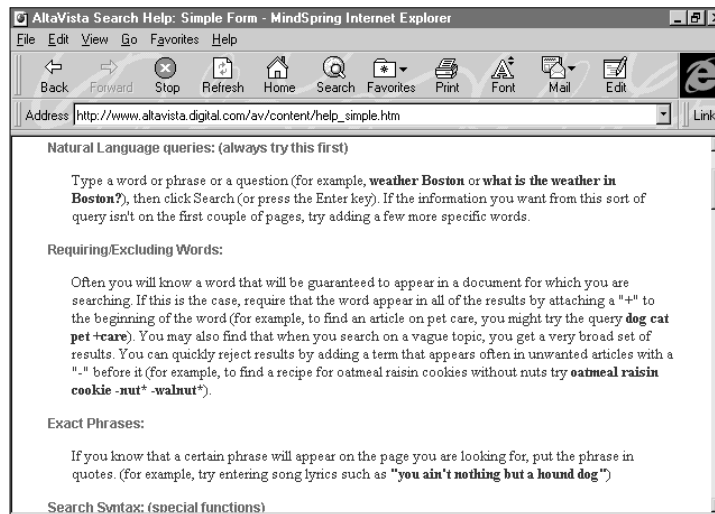 AltaVista Search Help: Simple Form - MindSpring Internet Explorer
File Edit View Go Favorites Help
Back Forward Stop Refresh Home Search Favorites Print Font Mail Edit
Address http://www.altavista.digital.com/av/content/help_simple.htm Link
Natural Language queries: (always try this first)
Type a word or phrase or a question (for example, weather Boston or what is the weather in
Boston?), then click Search (or press the Enter key). If the information you want from this sort of
query isn't on the first couple of pages, try adding a few more specific words.
Requiring/Excluding Words:
Often you will know a word that will be guaranteed to appear in a document for which you are
searching. If this is the case, require that the word appear in all of the results by attaching a "+" to
the beginning of the word (for example, to find an article on pet care, you might try the query dog cat
pet +care). You may also find that when you search on a vague topic, you get a very broad set of
results. You can quickly reject results by adding a term that appears often in unwanted articles with a
"-" before it (for example, to find a recipe for oatmeal raisin cookies without nuts try oatmeal raisin
cookie -nut* -walnut*).
Exact Phrases:
If you know that a certain phrase will appear on the page you are looking for, put the phrase in
quotes. (for example, try entering song lyrics such as "you ain't nothing but a hound dog")
Search Syntax: (special functions)